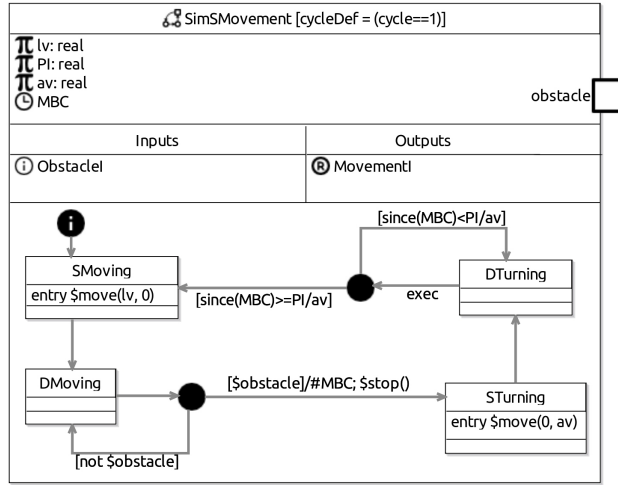 SimSMovement [cycleDef = (cycle==1)]
π lv: real
π PI: real
π av: real
MBC
obstacle
Inputs
Outputs
i ObstacleI
R MovementI
i
[since(MBC)<PI/av]
SMoving
entry $move(lv, 0)
DTurning
exec
[since(MBC)>=PI/av]
DMoving
[$obstacle]/#MBC; $stop()
STurning
entry $move(0, av)
[not $obstacle]